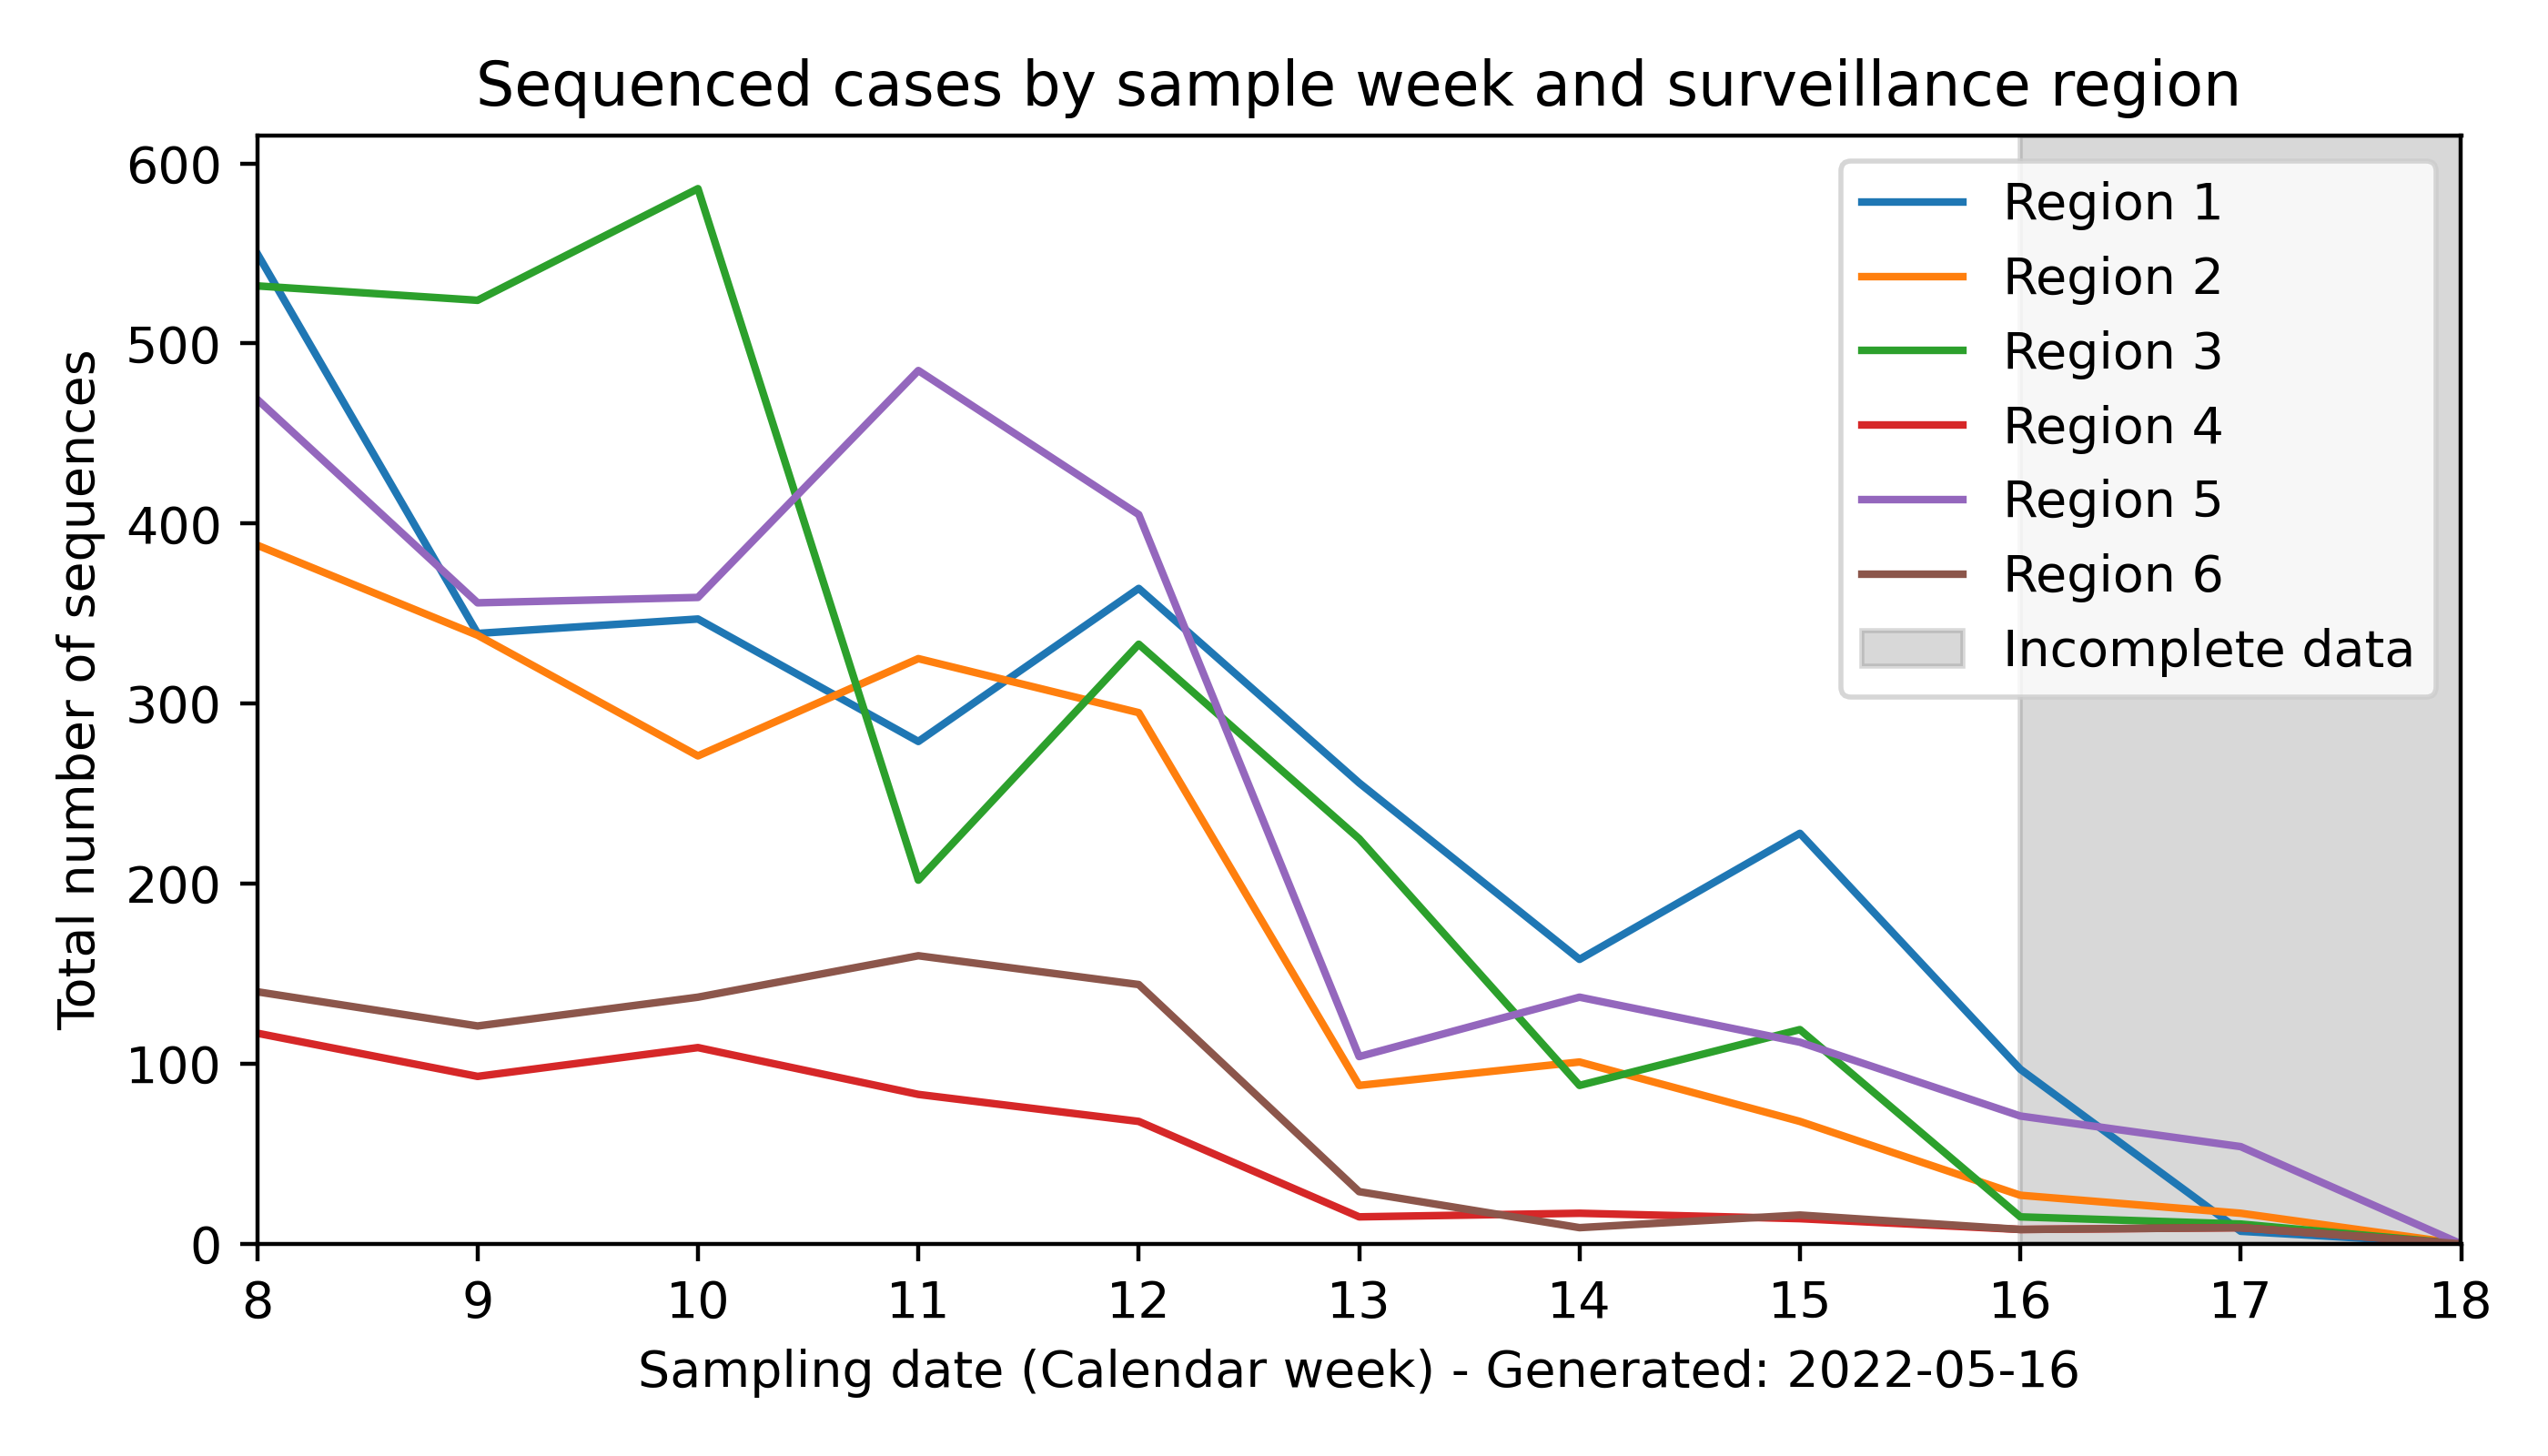 Sequenced cases by sample week and surveillance region
600
500
400
300
200
100
0
Total number of sequences
Region 1
Region 2
Region 3
Region 4
Region 5
Region 6
Incomplete data
8 9 10 11 12 13 14 15 16 17 18
Sampling date (Calendar week) - Generated: 2022-05-16